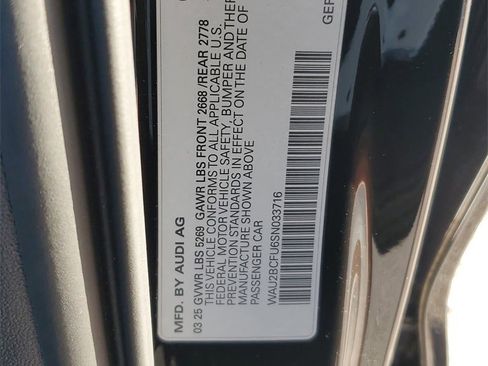 GER
MFD. BY AUDI AG
03 25 GVWR LBS 5269 GAWR LBS FRONT 2668 /REAR 2778
THIS VEHICLE CONFORMS TO ALL APPLICABLE U.S.
FEDERAL MOTOR VEHICLE SAFETY, BUMPER AND THEF
PREVENTION STANDARDS IN EFFECT ON THE DATE OF
MANUFACTURE SHOWN ABOVE
PASSENGER CAR
WAU2BCFU6SN033716